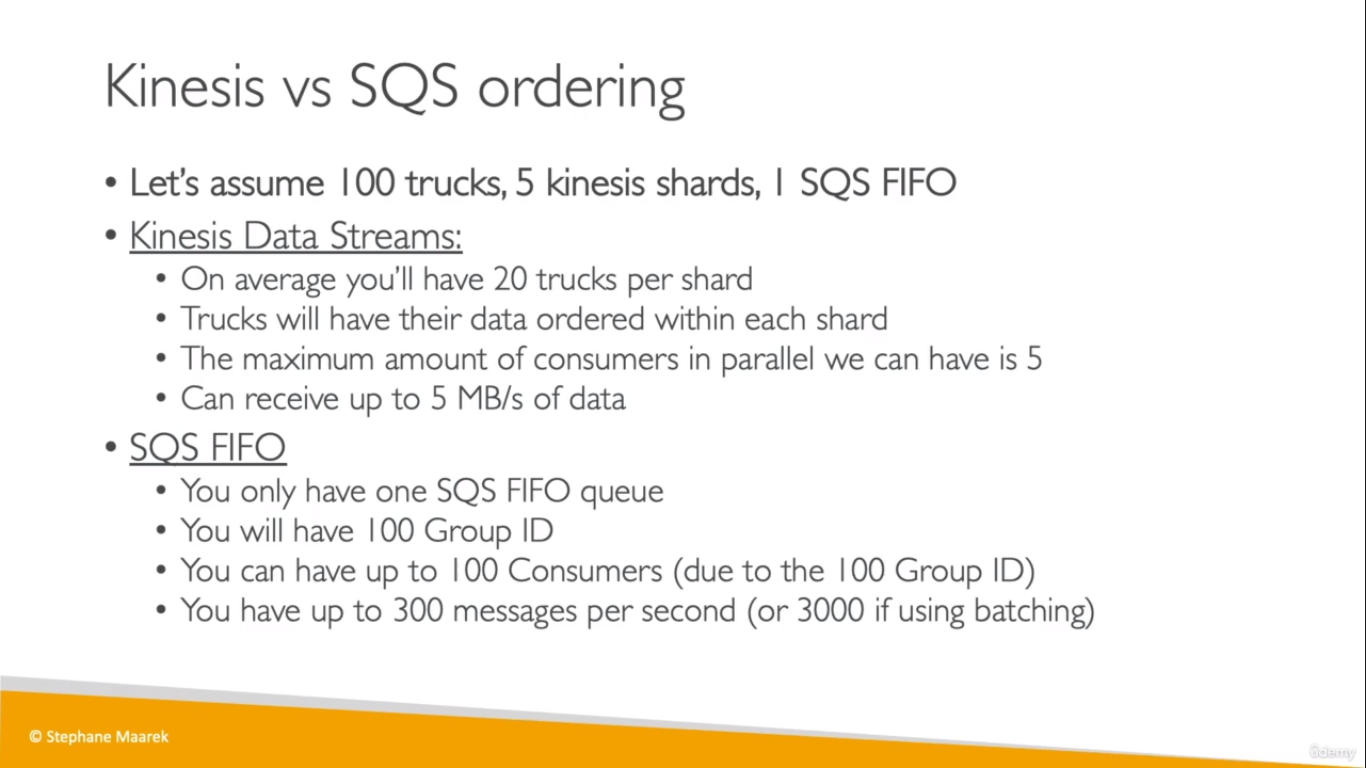 Kinesis vs SQS ordering
• Let's assume 100 trucks, 5 kinesis shards, 1 SQS FIFO
• Kinesis Data Streams:
• On average you'll have 20 trucks per shard
• Trucks will have their data ordered within each shard
• The maximum amount of consumers in parallel we can have is 5
• Can receive up to 5 MB/s of data
• SQS FIFO
• You only have one SQS FIFO queue
• You will have 100 Group ID
• You can have up to 100 Consumers (due to the 100 Group ID)
• You have up to 300 messages per second (or 3000 if using batching)
© Stephane Maarek
ûdemy